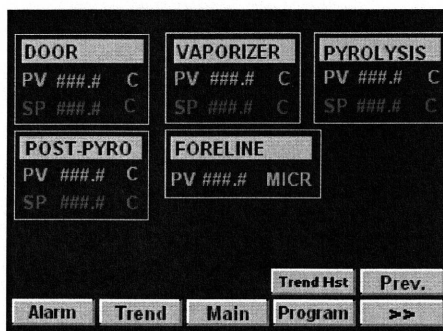 DOOR
PV ###.# C
SP ###.# C
VAPORIZER
PV ###.# C
SP ###.# C
PYROLYSIS
PV ###.# C
SP ###.# C
POST-PYRO
PV ###.# C
SP ###.# C
FORELINE
PV ###.# MICR
Trend Hst Prev.
Alarm Trend Main Program >>